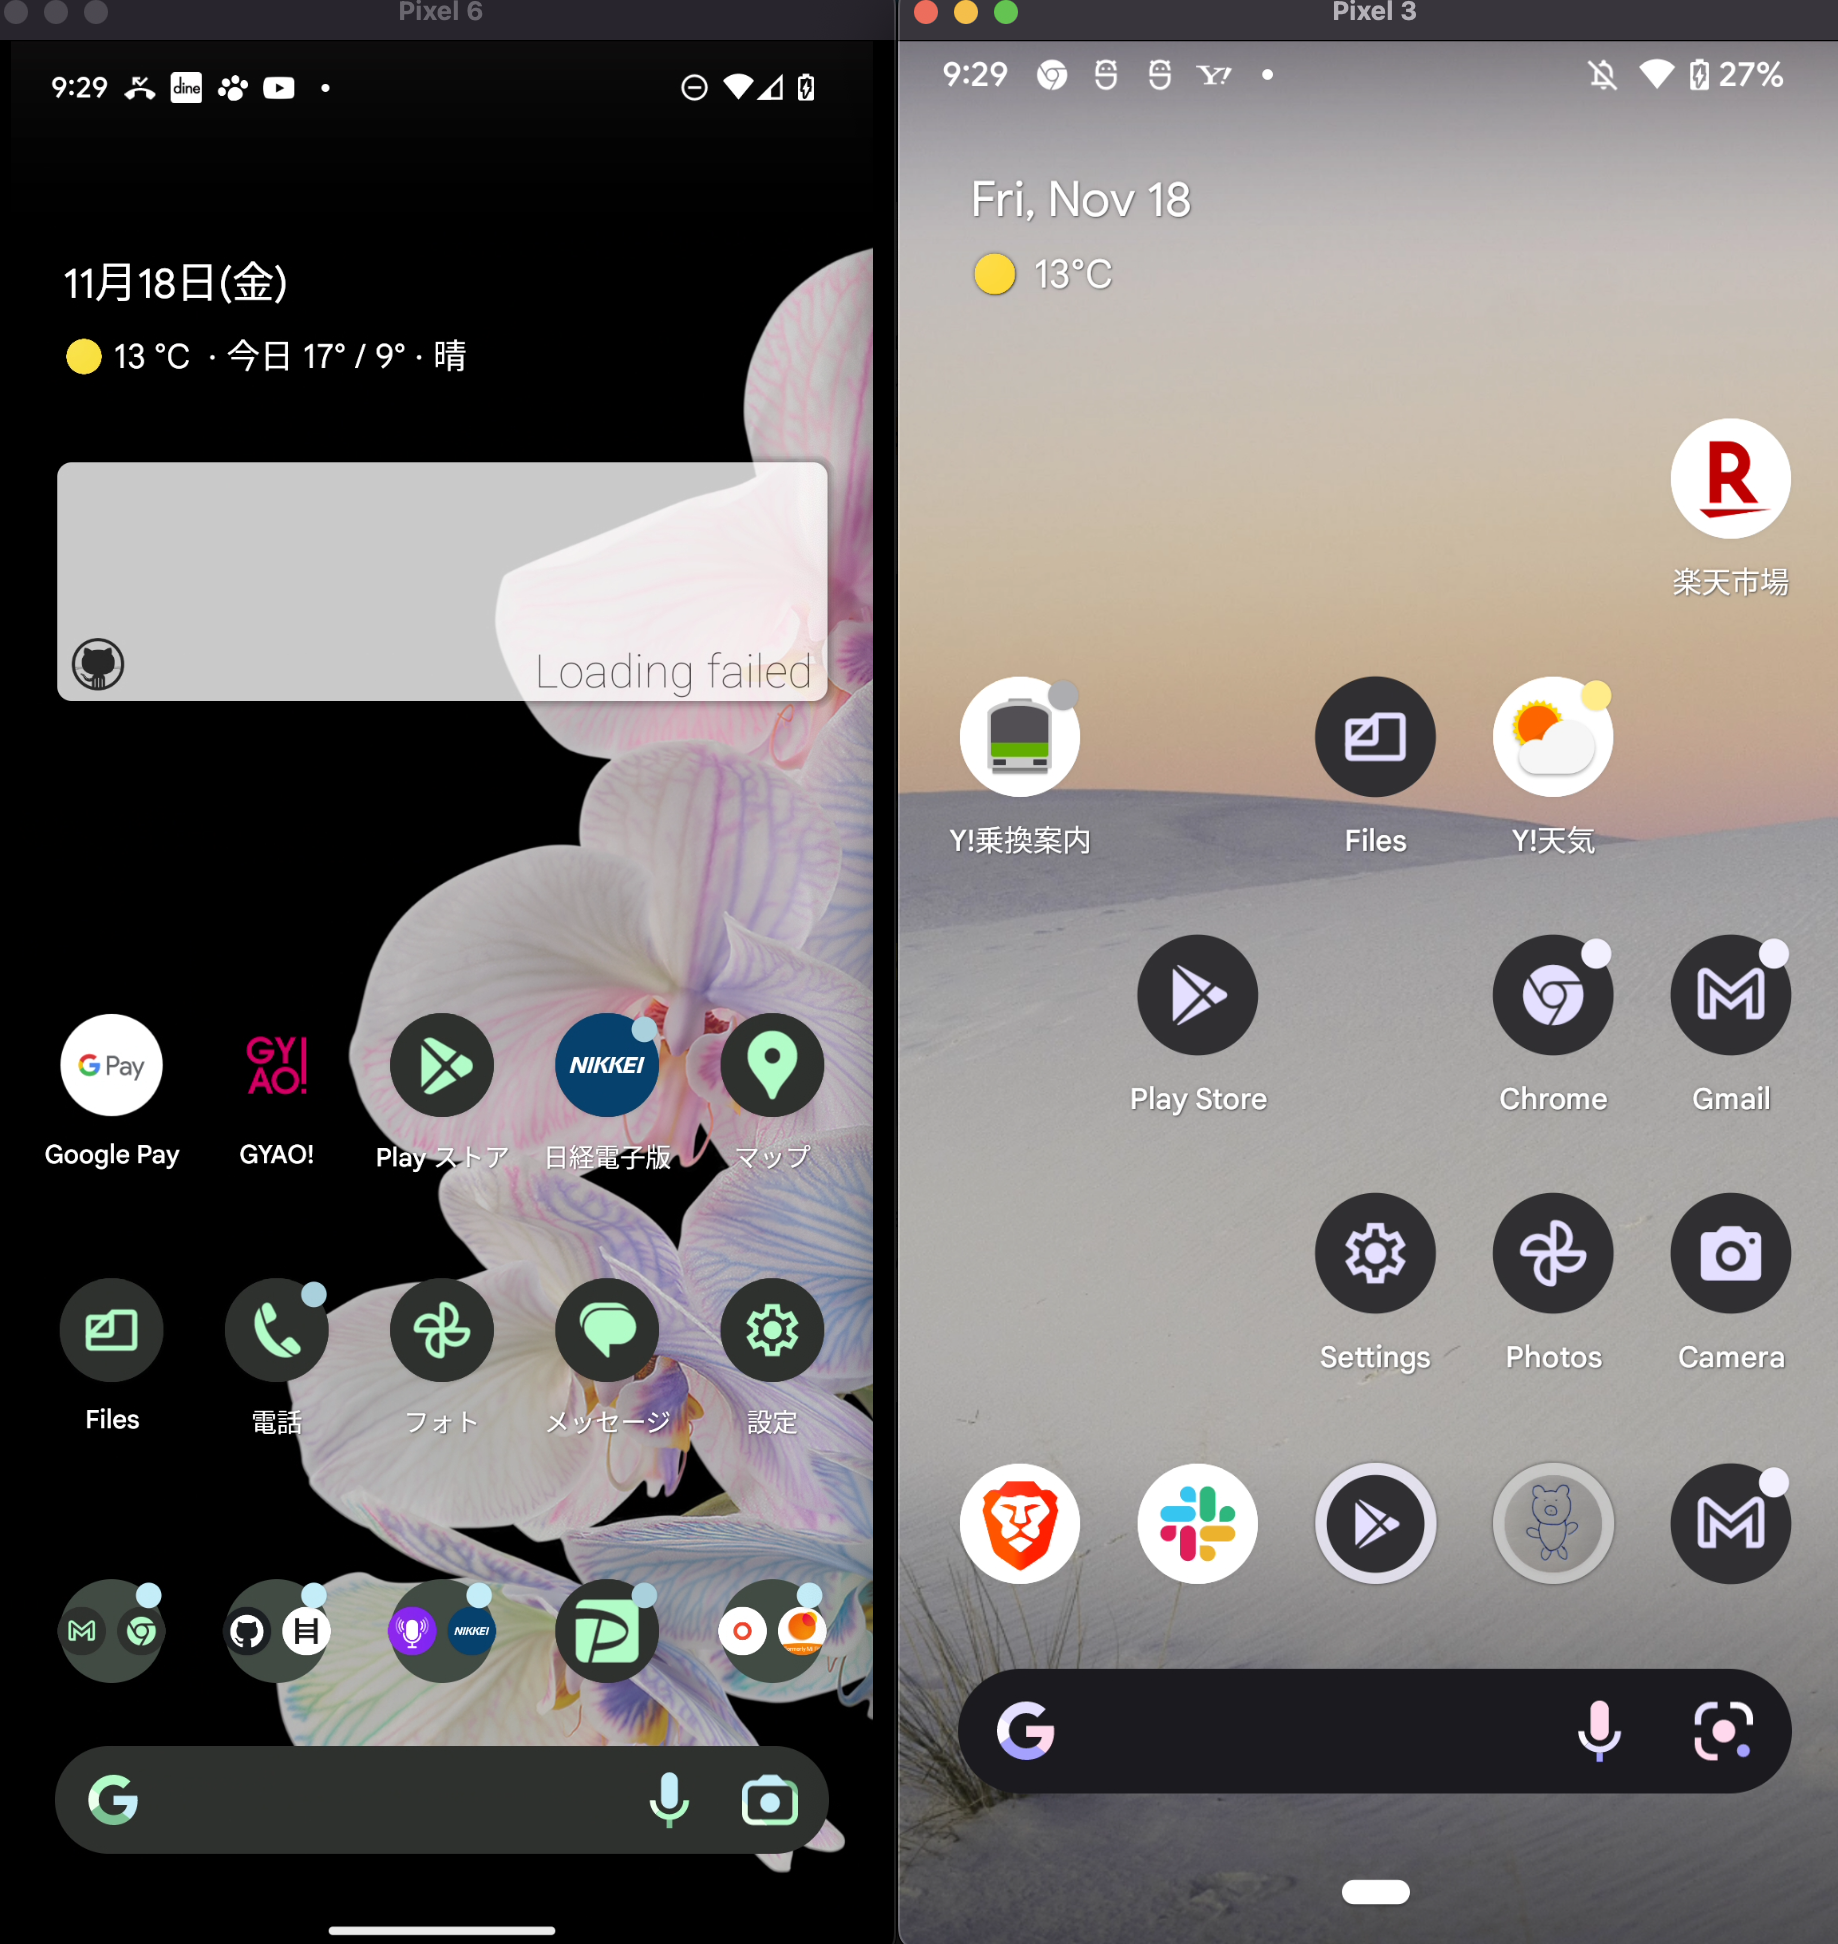 Pixel 6
9:29
dine
11月18日(金)
13 °C · 今日 17° / 9° · 晴
Loading failed
G Pay
GYAO!
NIKKEI
Google Pay
GYAO!
Play ストア
日経電子版
マップ
Files
電話
フォト
メッセージ
設定
NIKKEI
Pixel 3
9:29
Y!
27%
Fri, Nov 18
13°C
R
楽天市場
Y!乗換案内
Files
Y!天気
Play Store
Chrome
Gmail
Settings
Photos
Camera